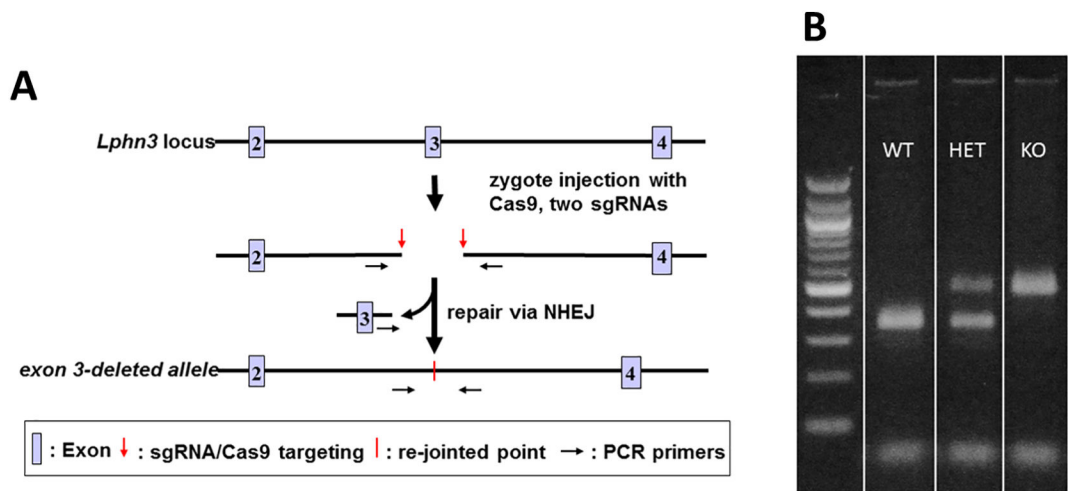 A
B
Lphn3 locus
2
3
4
zygote injection with
Cas9, two sgRNAs
2
4
3
repair via NHEJ
exon 3-deleted allele
2
4
: Exon : sgRNA/Cas9 targeting : re-jointed point : PCR primers
WT HET KO